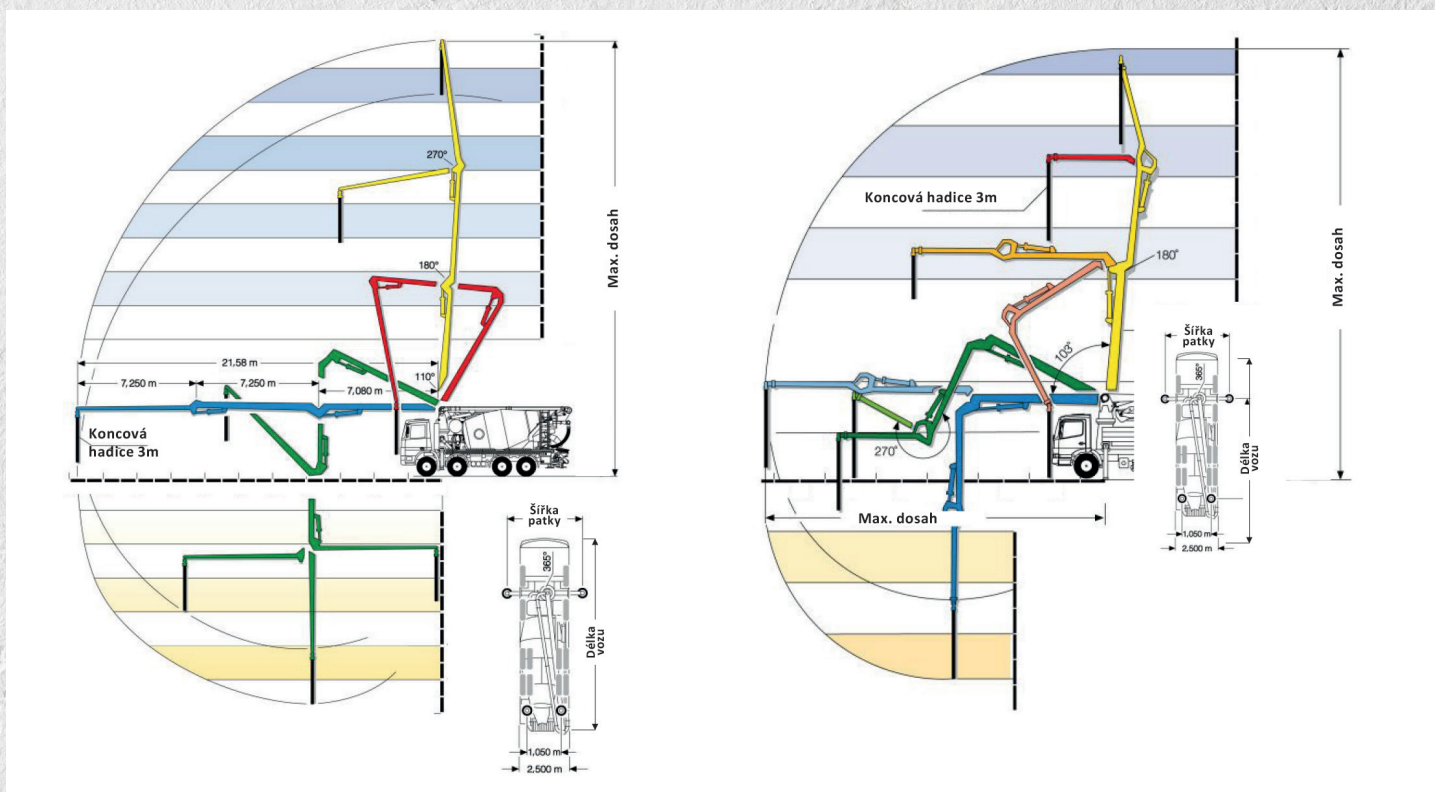 270°
180°
21,58 m
7,250 m
7,250 m
7,080 m
110°
Koncová
hadice 3m
Max. dosah
Šířka
patky
365°
Délka
vozu
1,050 m
2.500 m
Koncová hadice 3m
180°
103°
270°
Max. dosah
Max. dosah
Šířka
patky
365°
Délka
vozu
1,050 m
2.500 m